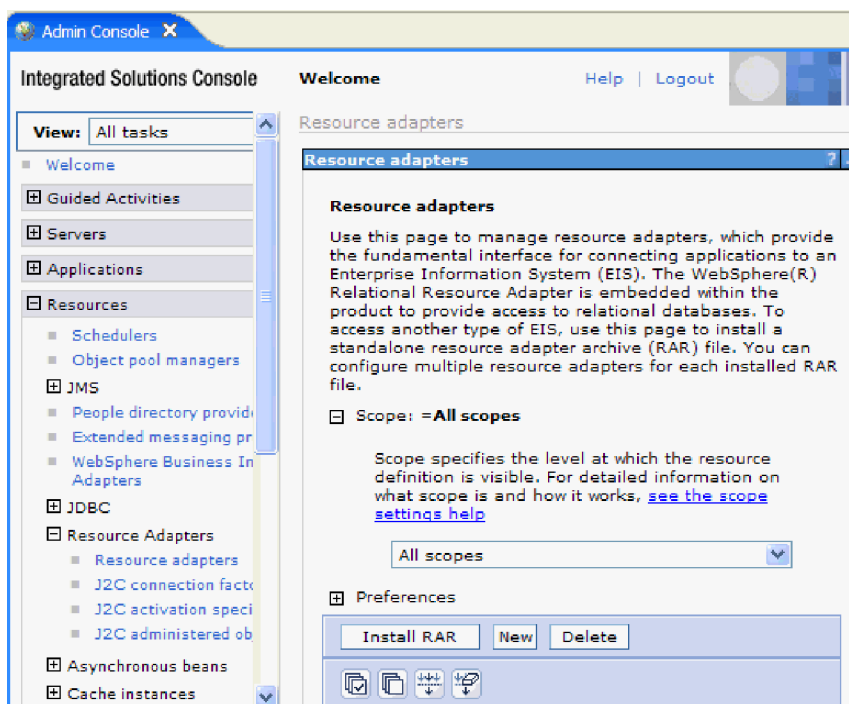 Admin Console
Integrated Solutions Console
Welcome
Help | Logout
View: All tasks
Welcome
Guided Activities
Servers
Applications
Resources
Schedulers
Object pool managers
JMS
People directory provid
Extended messaging pr
WebSphere Business In
Adapters
JDBC
Resource Adapters
Resource adapters
J2C connection facto
J2C activation speci
J2C administered ob
Asynchronous beans
Cache instances
Resource adapters
Resource adapters ?
Resource adapters
Use this page to manage resource adapters, which provide
the fundamental interface for connecting applications to an
Enterprise Information System (EIS). The WebSphere(R)
Relational Resource Adapter is embedded within the
product to provide access to relational databases. To
access another type of EIS, use this page to install a
standalone resource adapter archive (RAR) file. You can
configure multiple resource adapters for each installed RAR
file.
Scope: =All scopes
Scope specifies the level at which the resource
definition is visible. For detailed information on
what scope is and how it works, see the scope
settings help
All scopes
Preferences
Install RAR New Delete